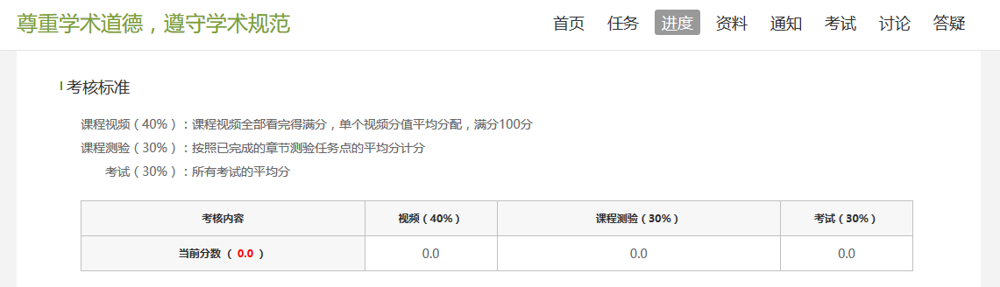 尊重学术道德，遵守学术规范
首页 任务 进度 资料 通知 考试 讨论 答疑
考核标准
课程视频（40%）：课程视频全部看完得满分，单个视频分值平均分配，满分100分
课程测验（30%）：按照已完成的章节测验任务点的平均分计分
考试（30%）：所有考试的平均分
考核内容 视频（40%） 课程测验（30%） 考试（30%）
当前分数（ 0.0 ） 0.0 0.0 0.0